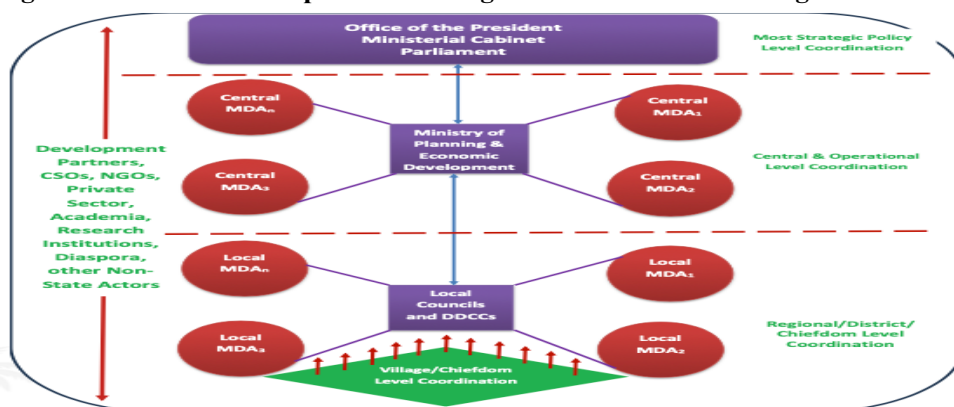 Office of the President
Ministerial Cabinet
Parliament
Most Strategic Policy
Level Coordination
Central
MDAₙ
Central
MDA₁
Ministry of
Planning &
Economic
Development
Central
MDA₃
Central
MDA₂
Central & Operational
Level Coordination
Development
Partners,
CSOs, NGOs,
Private
Sector,
Academia,
Research
Institutions,
Diaspora,
other Non-
State Actors
Local
MDAₙ
Local
MDA₁
Local
Councils
and DDCCs
Local
MDA₃
Local
MDA₂
Regional/District/
Chiefdom Level
Coordination
Village/Chiefdom
Level Coordination